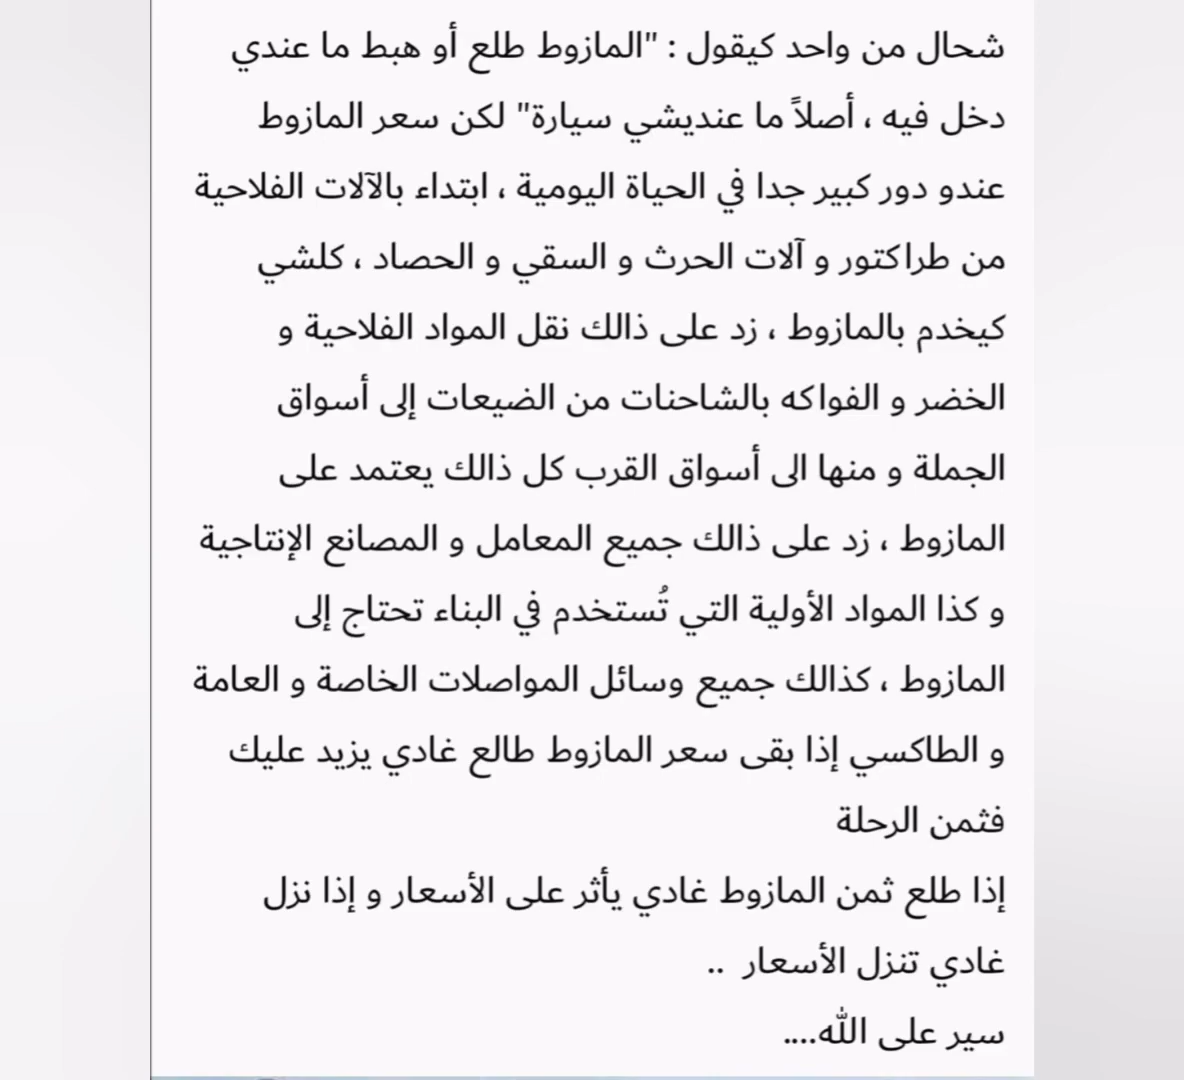 شحال من واحد كيقول : "المازوط طلع أو هبط ما عندي
دخل فيه ، أصلاً ما عنديشي سيارة" لكن سعر المازوط
عندو دور كبير جدا في الحياة اليومية ، ابتداء بالآلات الفلاحية
من طراكتور و آلات الحرث و السقي و الحصاد ، كلشي
كيخدم بالمازوط ، زد على ذالك نقل المواد الفلاحية و
الخضر و الفواكه بالشاحنات من الضيعات إلى أسواق
الجملة و منها الى أسواق القرب كل ذالك يعتمد على
المازوط ، زد على ذالك جميع المعامل و المصانع الإنتاجية
و كذا المواد الأولية التي تُستخدم في البناء تحتاج إلى
المازوط ، كذالك جميع وسائل المواصلات الخاصة و العامة
و الطاكسي إذا بقى سعر المازوط طالع غادي يزيد عليك
فثمن الرحلة
إذا طلع ثمن المازوط غادي يأثر على الأسعار و إذا نزل
غادي تنزل الأسعار ..
سير على الله....